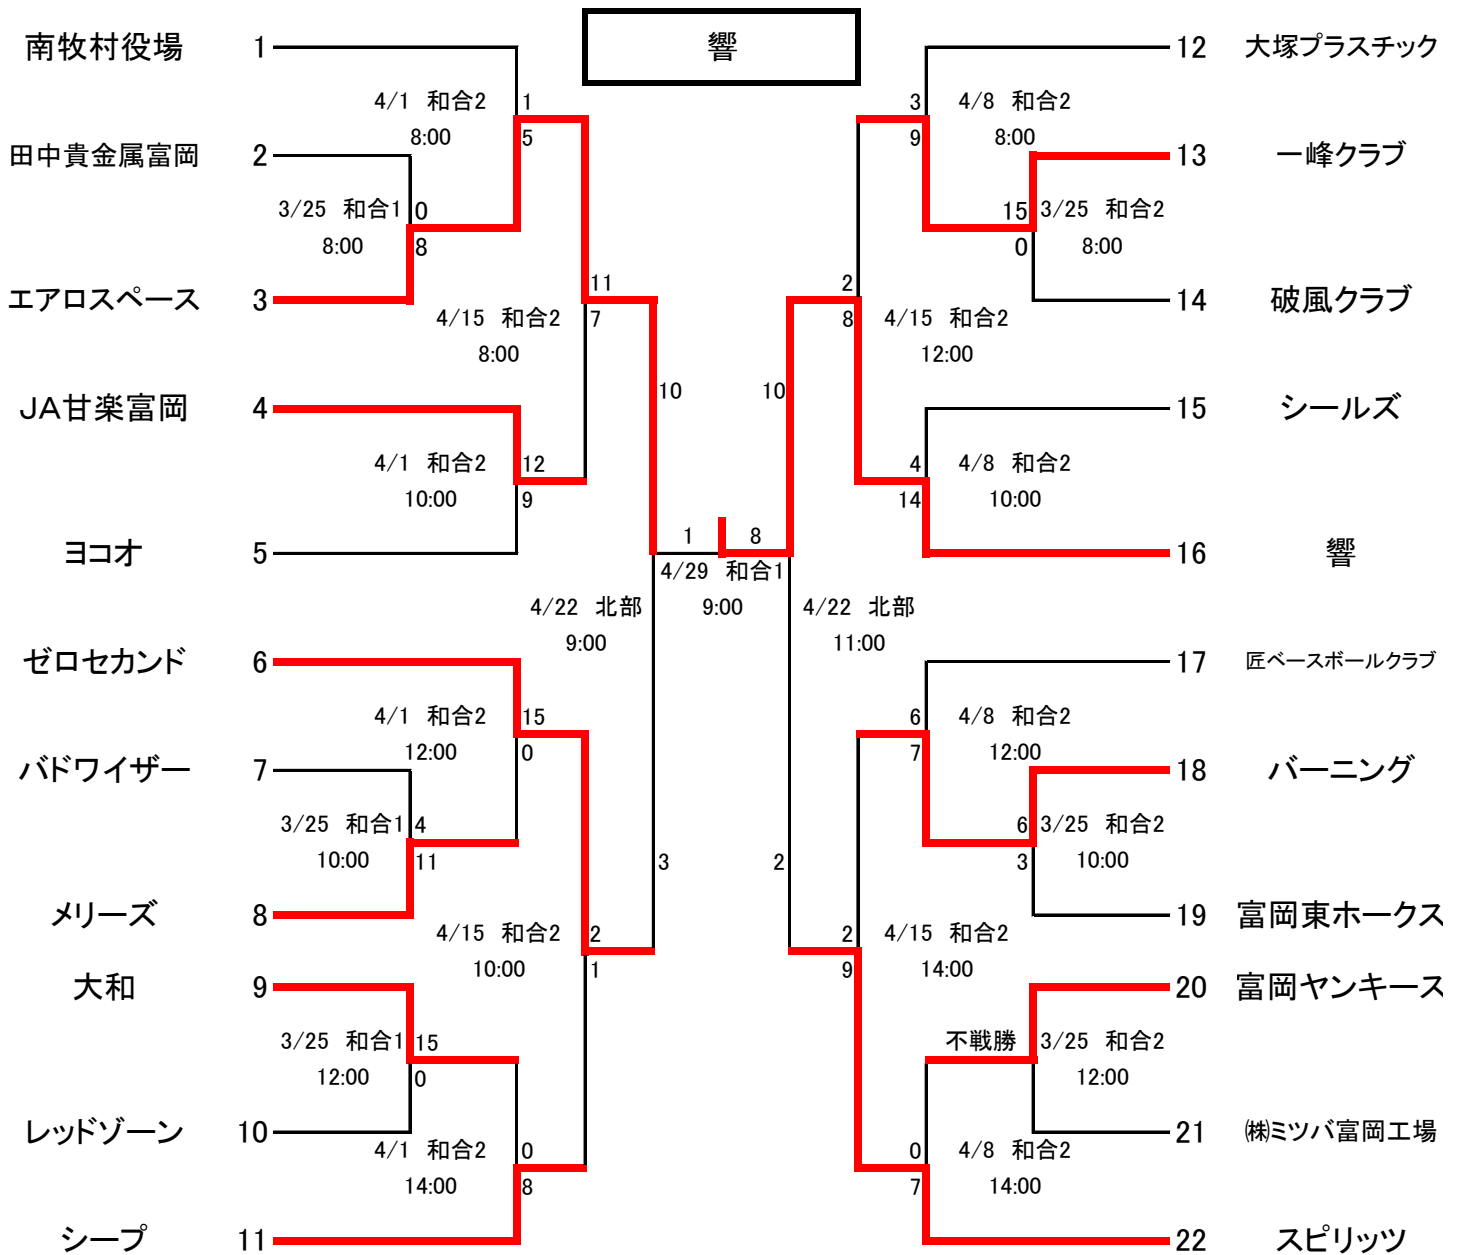 響
南牧村役場 1
4/1 和合2 1
8:00 5
田中貴金属富岡 2
3/25 和合1 0
8:00 8
エアロスペース 3
11
4/15 和合2 7
8:00
JA甘楽富岡 4
10
4/1 和合2 12
10:00 9
ヨコオ 5
1 8
4/29 和合1
9:00
4/22 北部
9:00
ゼロセカンド 6
4/1 和合2 15
12:00 0
バドワイザー 7
3/25 和合1 4
10:00 11
3
メリーズ 8
4/15 和合2 2
10:00 1
大和 9
3/25 和合1 15
12:00 0
レッドゾーン 10
4/1 和合2 0
14:00 8
シープ 11
12 大塚プラスチック
3 4/8 和合2
9 8:00
13 一峰クラブ
15 3/25 和合2
0 8:00
14 破風クラブ
2
8 4/15 和合2
12:00
10
15 シールズ
4 4/8 和合2
14 10:00
16 響
4/22 北部
11:00
17 匠ベースボールクラブ
6 4/8 和合2
7 12:00
18 バーニング
6 3/25 和合2
3 10:00
2
19 富岡東ホークス
2 4/15 和合2
9 14:00
20 富岡ヤンキース
不戦勝 3/25 和合2
12:00
21 ㈱ミツバ富岡工場
0 4/8 和合2
7 14:00
22 スピリッツ